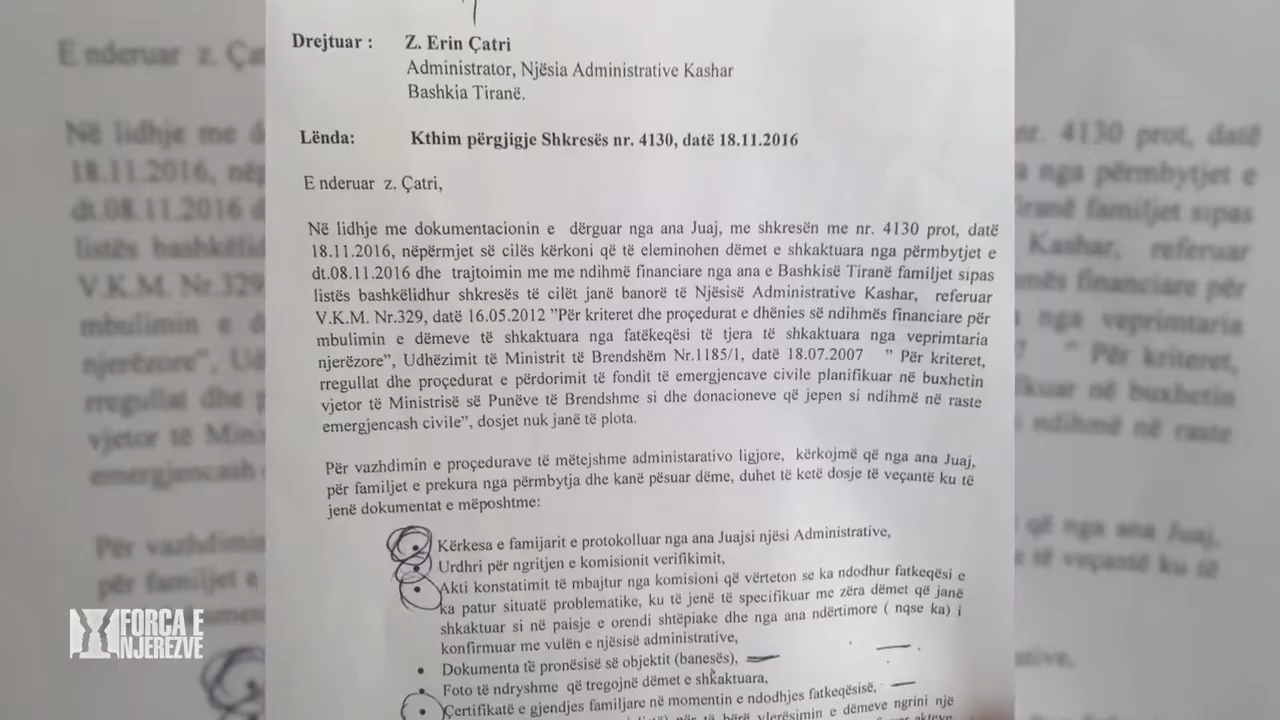 Drejtuar : Z. Erin Çatri
Administrator, Njësia Administrative Kashar
Bashkia Tiranë.
Lënda: Kthim përgjigje Shkresës nr. 4130, datë 18.11.2016
E nderuar z. Çatri,
Në lidhje me dokumentacionin e dërguar nga ana Juaj, me shkresën me nr. 4130 prot, datë
18.11.2016, nëpërmjet së cilës kërkoni që të eleminohen dëmet e shkaktuara nga përmbytjet e
dt.08.11.2016 dhe trajtoimin me me ndihmë financiare nga ana e Bashkisë Tiranë familjet sipas
listës bashkëlidhur shkresës të cilët janë banorë të Njësisë Administrative Kashar, referuar
V.K.M. Nr.329, datë 16.05.2012 "Për kriteret dhe proçedurat e dhënies së ndihmës financiare për
mbulimin e dëmeve të shkaktuara nga fatëkeqësi të tjera të shkaktuara nga veprimtaria
njerëzore", Udhëzimit të Ministrit të Brendshëm Nr.1185/1, datë 18.07.2007 " Për kriteret,
rregullat dhe proçedurat e përdorimit të fondit të emergjencave civile planifikuar në buxhetin
vjetor të Ministrisë së Punëve të Brendshme si dhe donacioneve që jepen si ndihmë në raste
emergjencash civile", dosjet nuk janë të plota.
Për vazhdimin e proçedurave të mëtejshme administarativo ligjore, kërkojmë që nga ana Juaj,
për familjet e prekura nga përmbytja dhe kanë pësuar dëme, duhet të ketë dosje të veçantë ku të
jenë dokumentat e mëposhtme:
• Kërkesa e famijarit e protokolluar nga ana Juajsi njësi Administrative,
• Urdhri për ngritjen e komisionit verifikimit,
• Akti konstatimit të mbajtur nga komisioni që vërteton se ka ndodhur fatkeqësi e
ka patur situatë problematike, ku të jenë të specifikuar me zëra dëmet që janë
shkaktuar si në paisje e orendi shtëpiake dhe nga ana ndërtimore ( nqse ka) i
konfirmuar me vulën e njësisë administrative,
• Dokumenta të pronësisë së objektit (banesës),
• Foto të ndryshme që tregojnë dëmet e shkaktuara,
• Çertifikatë e gjendjes familjare në momentin e ndodhjes fatkeqësisë,
për të bërë vlerësimin e dëmeve ngrini një
FORCA E
NJEREZVE